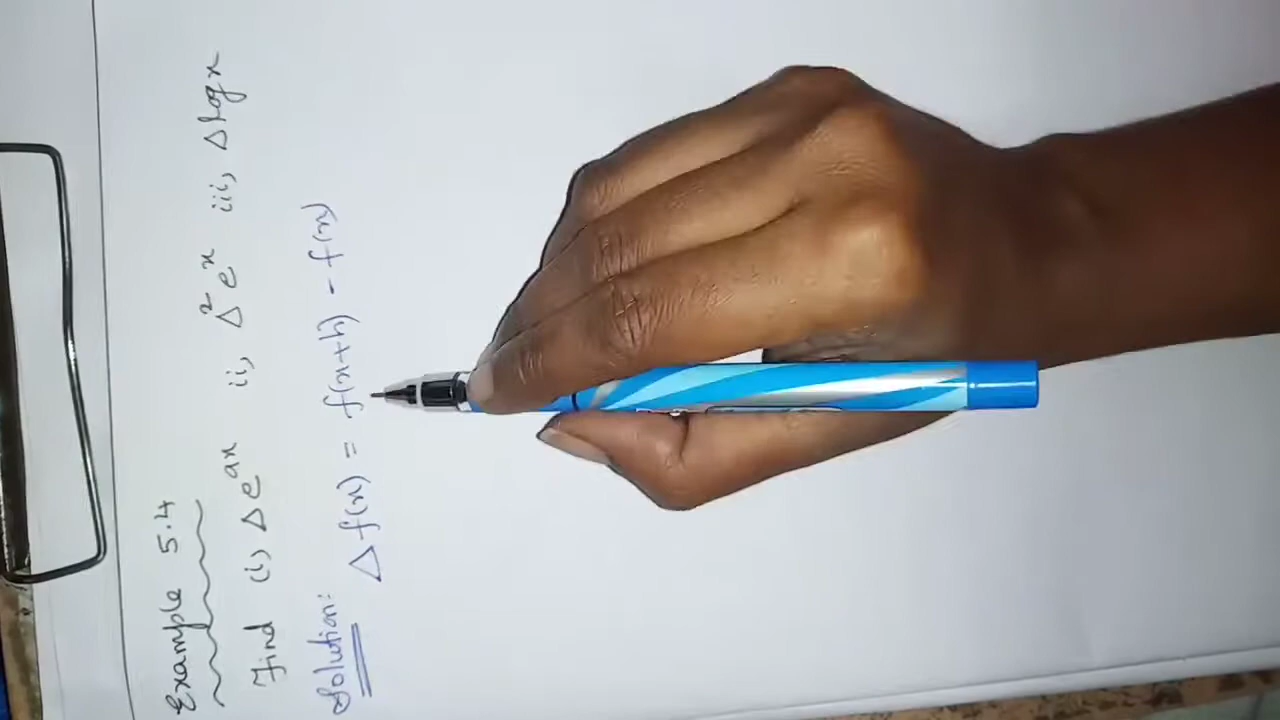 Example 5.4
Find (i) Δe^ax ii) Δ²e^x iii) Δlog x
Solution:
Δf(x) = f(x+h) - f(x)